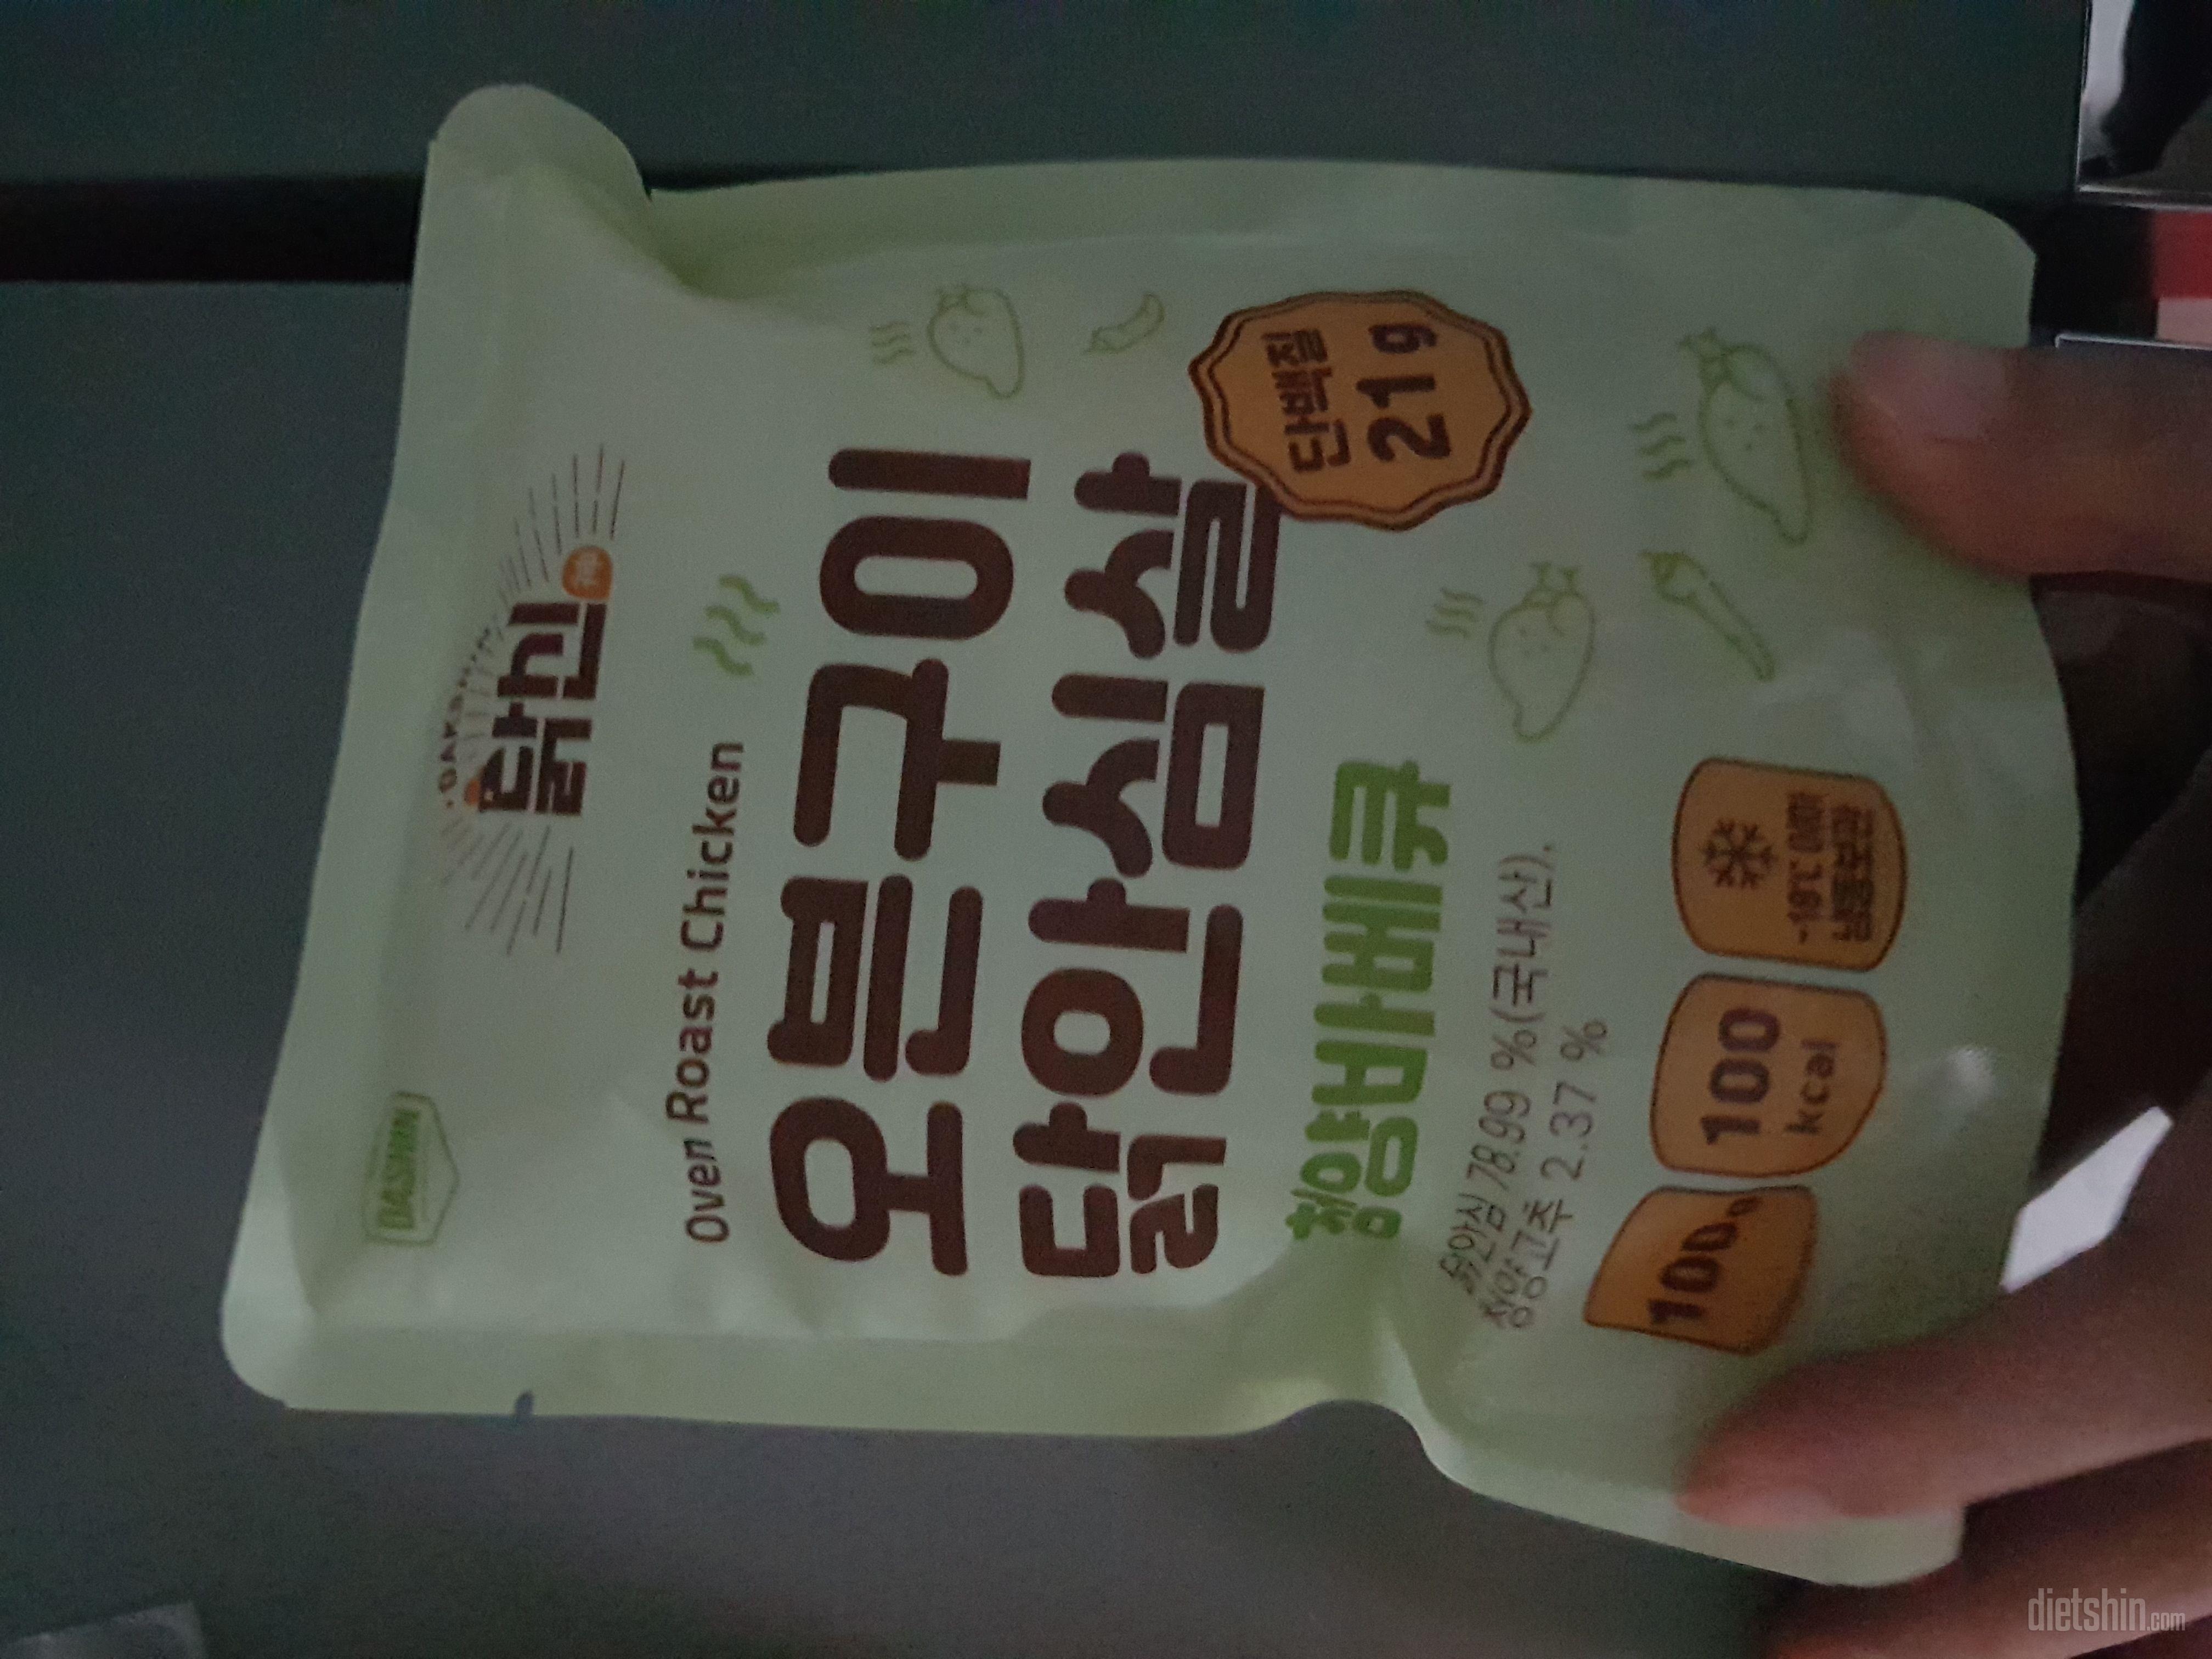 DASHIN
닭신
Oven Roast Chicken
오븐구이
닭안심살
단백질
21g
청양바베큐
닭안심 78.99 %(국내산),
청양고추 2.37 %
100g
100
kcal
-18℃ 이하
냉동보관
dietshin.com